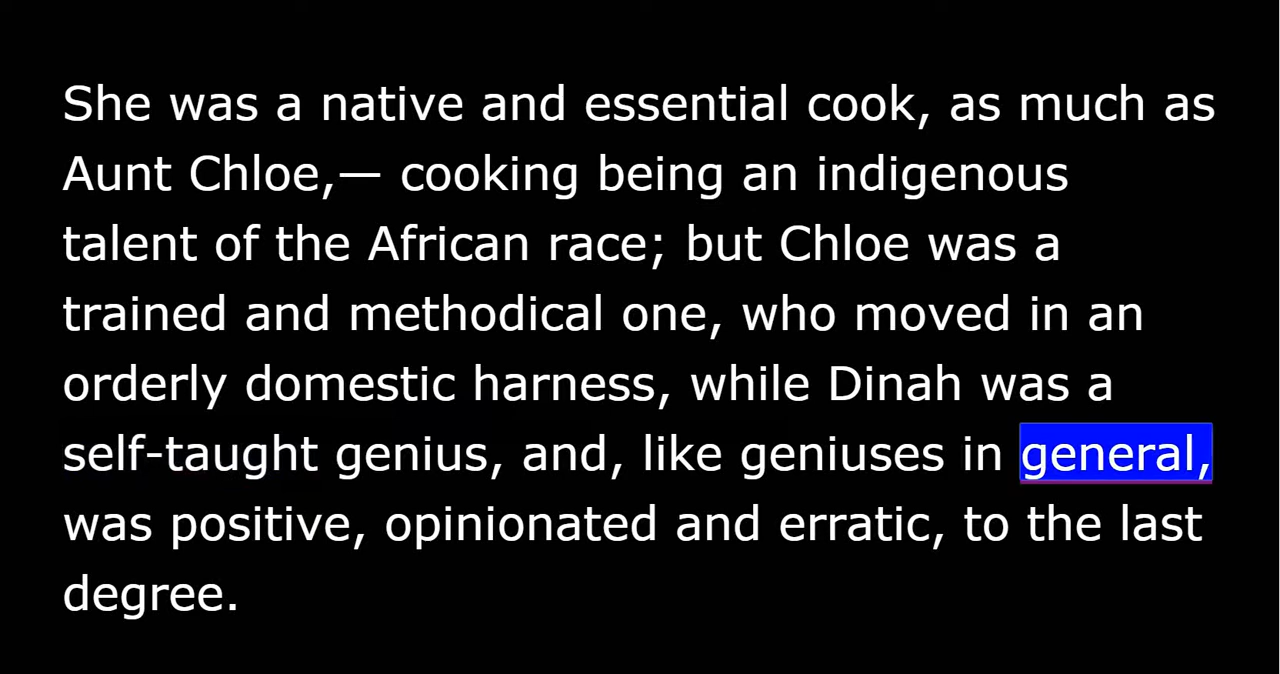 She was a native and essential cook, as much as
Aunt Chloe,— cooking being an indigenous
talent of the African race; but Chloe was a
trained and methodical one, who moved in an
orderly domestic harness, while Dinah was a
self-taught genius, and, like geniuses in general,
was positive, opinionated and erratic, to the last
degree.